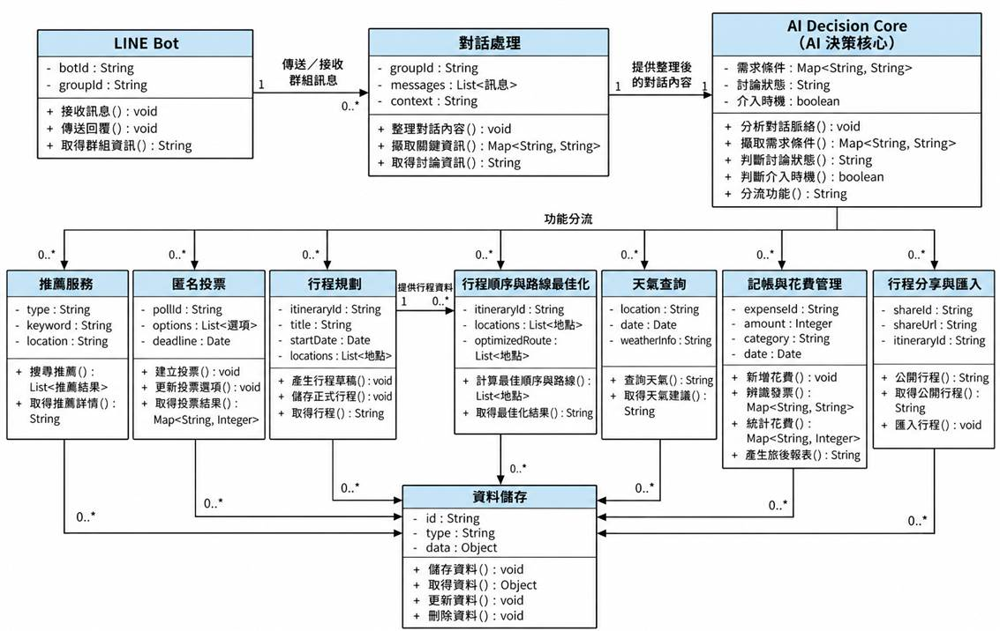 LINE Bot
- botId : String
- groupId : String
+ 接收訊息() : void
+ 傳送回覆() : void
+ 取得群組資訊() : String
傳送／接收
群組訊息
1
0..*
對話處理
- groupId : String
- messages : List<訊息>
- context : String
+ 整理對話內容() : void
+ 擷取關鍵資訊() : Map<String, String>
+ 取得討論資訊() : String
提供整理後
的對話內容
1
1
AI Decision Core
（AI 決策核心）
- 需求條件 : Map<String, String>
- 討論狀態 : String
- 介入時機 : boolean
+ 分析對話脈絡() : void
+ 擷取需求條件() : Map<String, String>
+ 判斷討論狀態() : String
+ 判斷介入時機() : boolean
+ 分流功能() : String
功能分流
0..*
0..*
0..*
0..*
0..*
0..*
0..*
推薦服務
- type : String
- keyword : String
- location : String
+ 搜尋推薦() :
List<推薦結果>
+ 取得推薦詳情() :
String
匿名投票
- pollId : String
- options : List<選項>
- deadline : Date
+ 建立投票() : void
+ 更新投票選項() : void
+ 取得投票結果() :
Map<String, Integer>
行程規劃
- itineraryId : String
- title : String
- startDate : Date
- locations : List<地點>
+ 產生行程草稿() : void
+ 儲存正式行程() : void
+ 取得行程() : String
提供行程資料
1
0..*
行程順序與路線最佳化
- itineraryId : String
- locations : List<地點>
- optimizedRoute :
List<地點>
+ 計算最佳順序與路線() :
List<地點>
+ 取得最佳化結果() : String
天氣查詢
- location : String
- date : Date
- weatherInfo : String
+ 查詢天氣() : String
+ 取得天氣建議() :
String
記帳與花費管理
- expenseId : String
- amount : Integer
- category : String
- date : Date
+ 新增花費() : void
+ 辨識發票() :
Map<String, String>
+ 統計花費() :
Map<String, Integer>
+ 產生旅後報表() : String
行程分享與匯入
- shareId : String
- shareUrl : String
- itineraryId : String
+ 公開行程() : String
+ 取得公開行程() :
String
+ 匯入行程() : void
0..*
0..*
0..*
0..*
0..*
0..*
0..*
資料儲存
- id : String
- type : String
- data : Object
+ 儲存資料() : void
+ 取得資料() : Object
+ 更新資料() : void
+ 刪除資料() : void